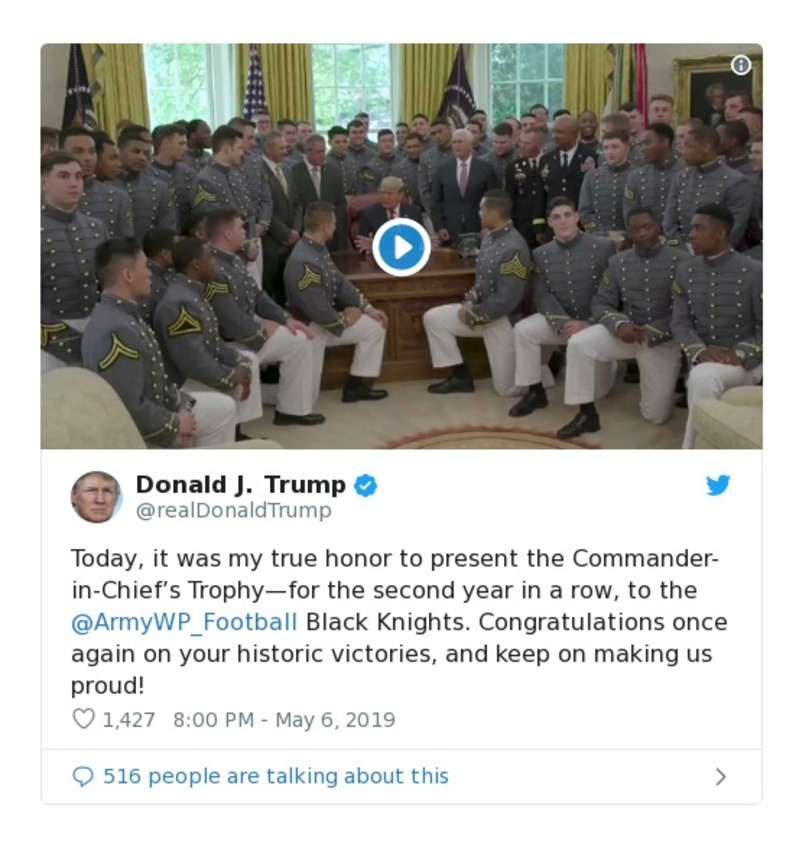 Donald J. Trump
@realDonaldTrump
Today, it was my true honor to present the Commander-
in-Chief’s Trophy—for the second year in a row, to the
@ArmyWP_Football Black Knights. Congratulations once
again on your historic victories, and keep on making us
proud!
1,427 8:00 PM - May 6, 2019
516 people are talking about this